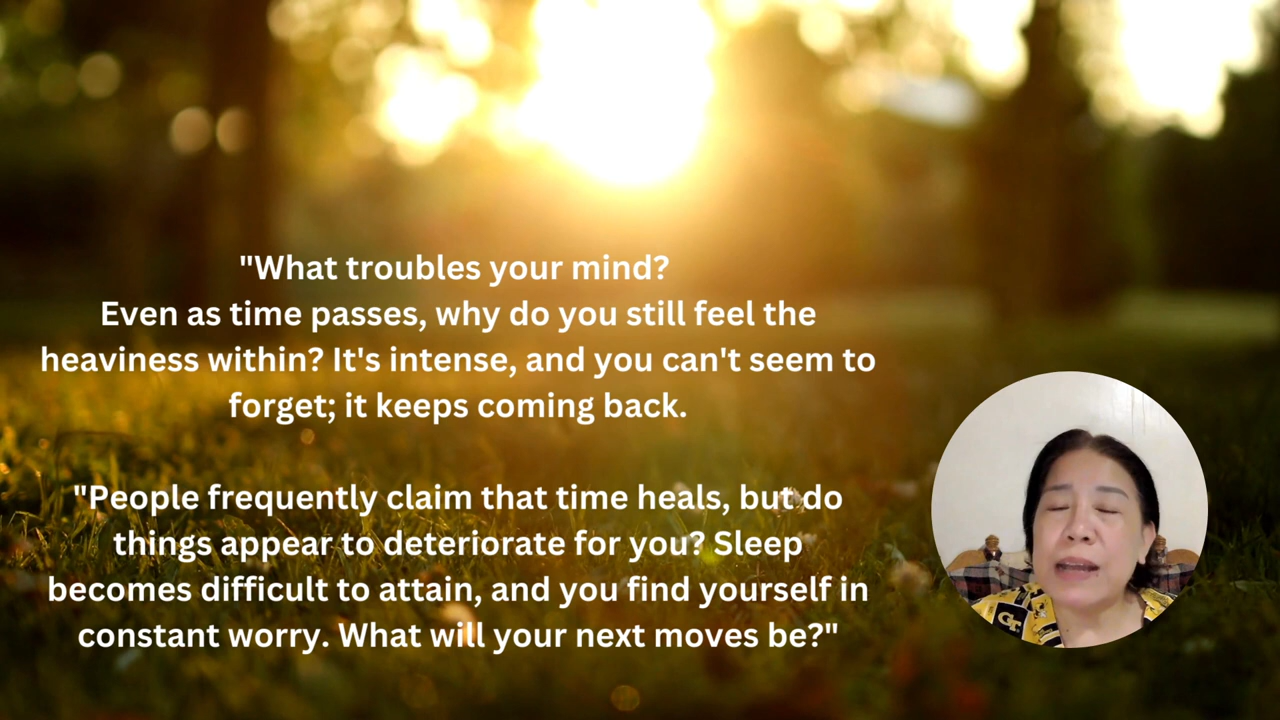 "What troubles your mind?
Even as time passes, why do you still feel the
heaviness within? It's intense, and you can't seem to
forget; it keeps coming back.
"People frequently claim that time heals, but do
things appear to deteriorate for you? Sleep
becomes difficult to attain, and you find yourself in
constant worry. What will your next moves be?"
GT